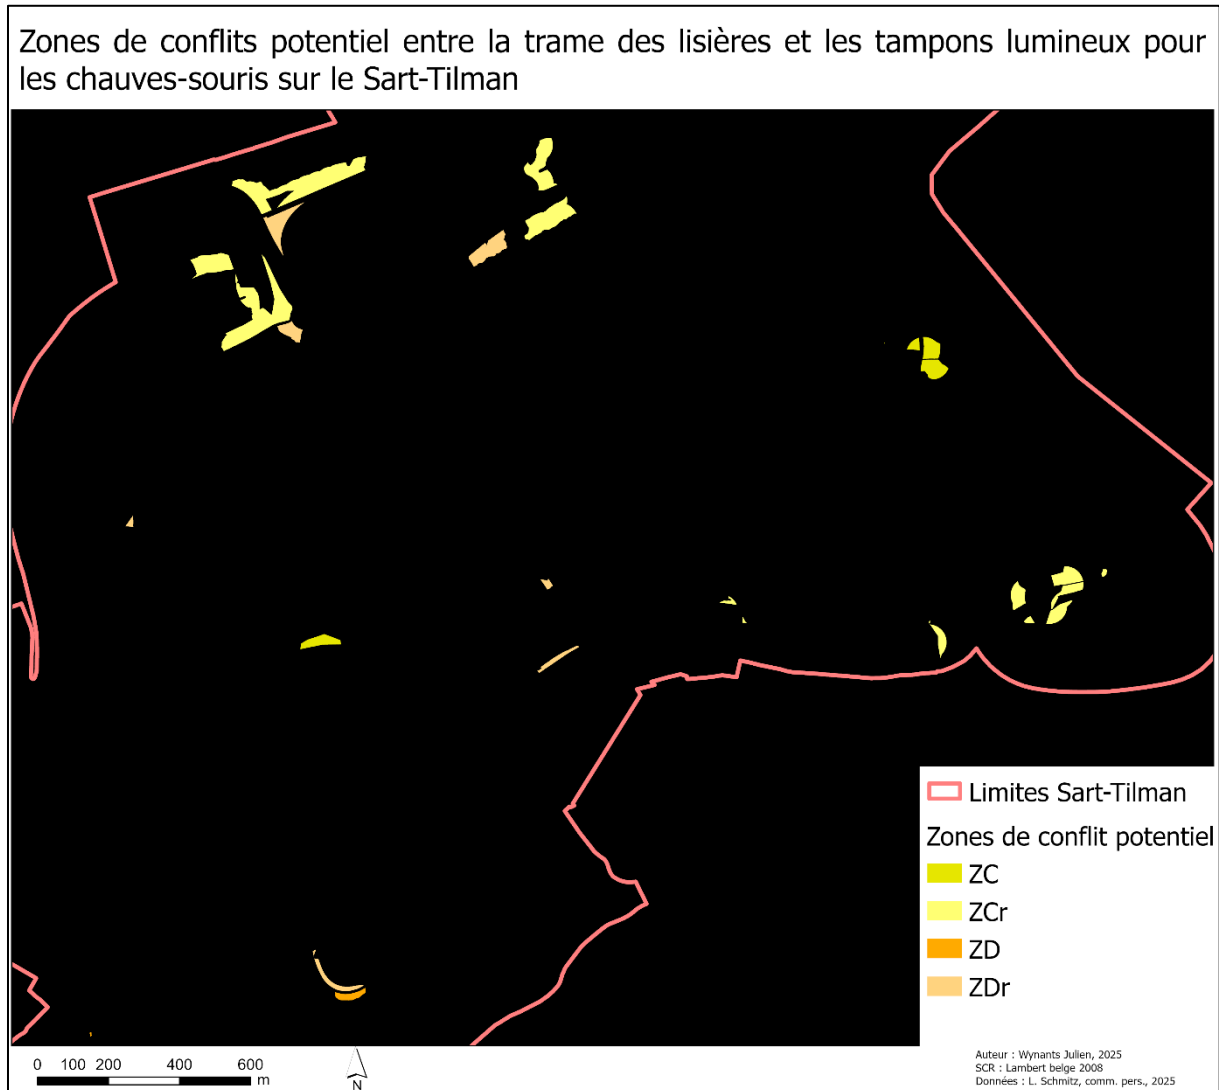 Zones de conflits potentiel entre la trame des lisières et les tampons lumineux pour
les chauves-souris sur le Sart-Tilman
Limites Sart-Tilman
Zones de conflit potentiel
ZC
ZCr
ZD
ZDr
0 100 200 400 600
m
N
Auteur : Wynants Julien, 2025
SCR : Lambert belge 2008
Données : L. Schmitz, comm. pers., 2025